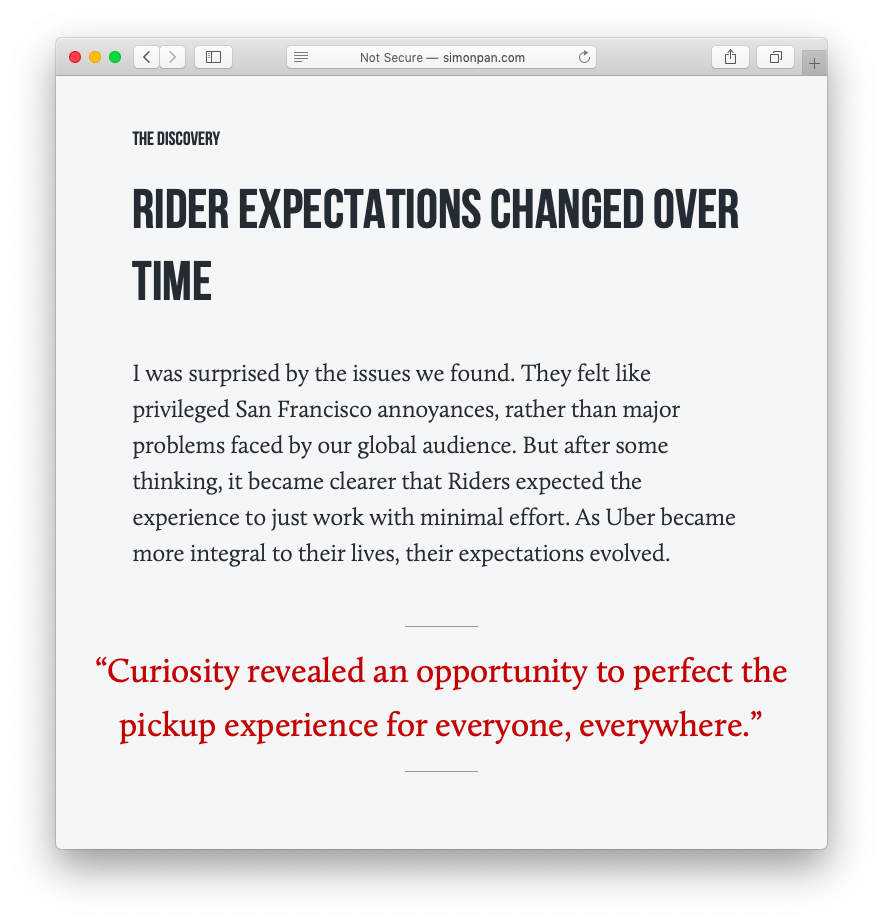 Not Secure — simonpan.com
THE DISCOVERY
RIDER EXPECTATIONS CHANGED OVER
TIME
I was surprised by the issues we found. They felt like
privileged San Francisco annoyances, rather than major
problems faced by our global audience. But after some
thinking, it became clearer that Riders expected the
experience to just work with minimal effort. As Uber became
more integral to their lives, their expectations evolved.
“Curiosity revealed an opportunity to perfect the
pickup experience for everyone, everywhere.”